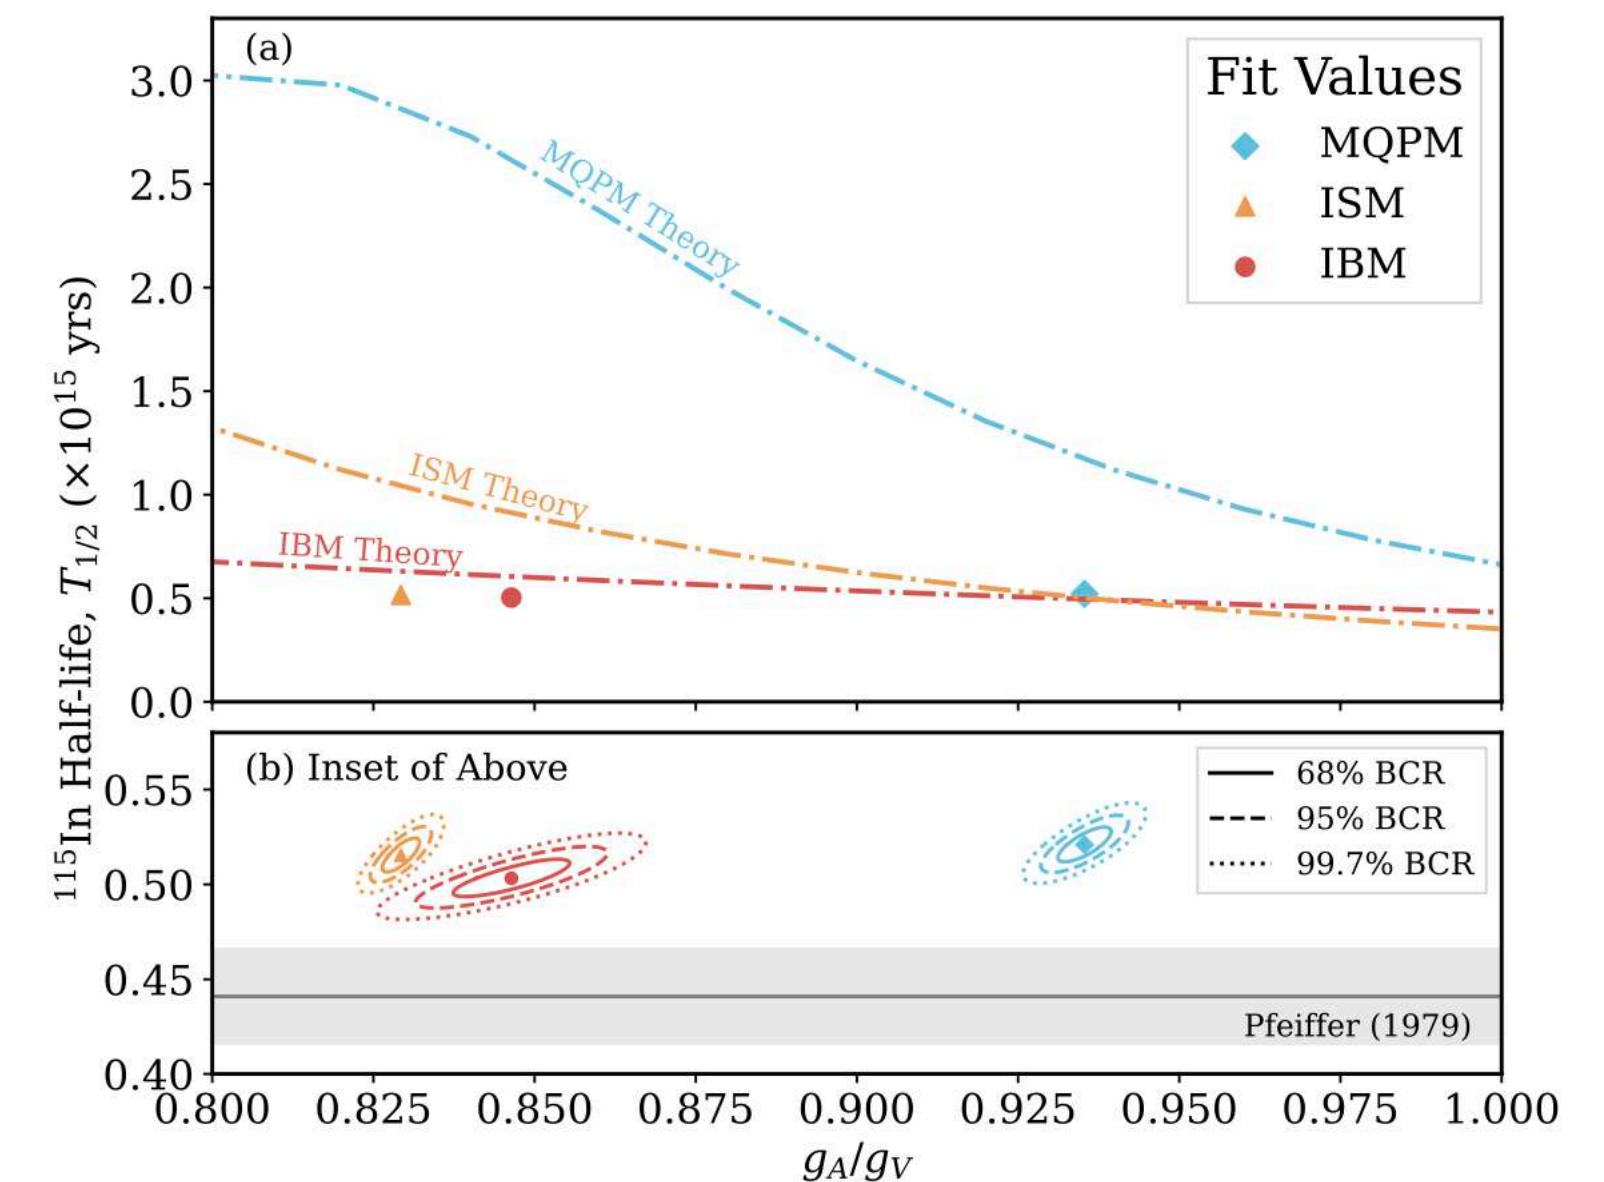 (a)
Fit Values
MQPM
ISM
IBM
MQPM Theory
ISM Theory
IBM Theory
3.0
2.5
2.0
1.5
1.0
0.5
0.0
¹¹⁵In Half-life, T₁/₂ (×10¹⁵ yrs)
(b) Inset of Above
68% BCR
95% BCR
99.7% BCR
Pfeiffer (1979)
0.55
0.50
0.45
0.40
0.800 0.825 0.850 0.875 0.900 0.925 0.950 0.975 1.000
g_A/g_V